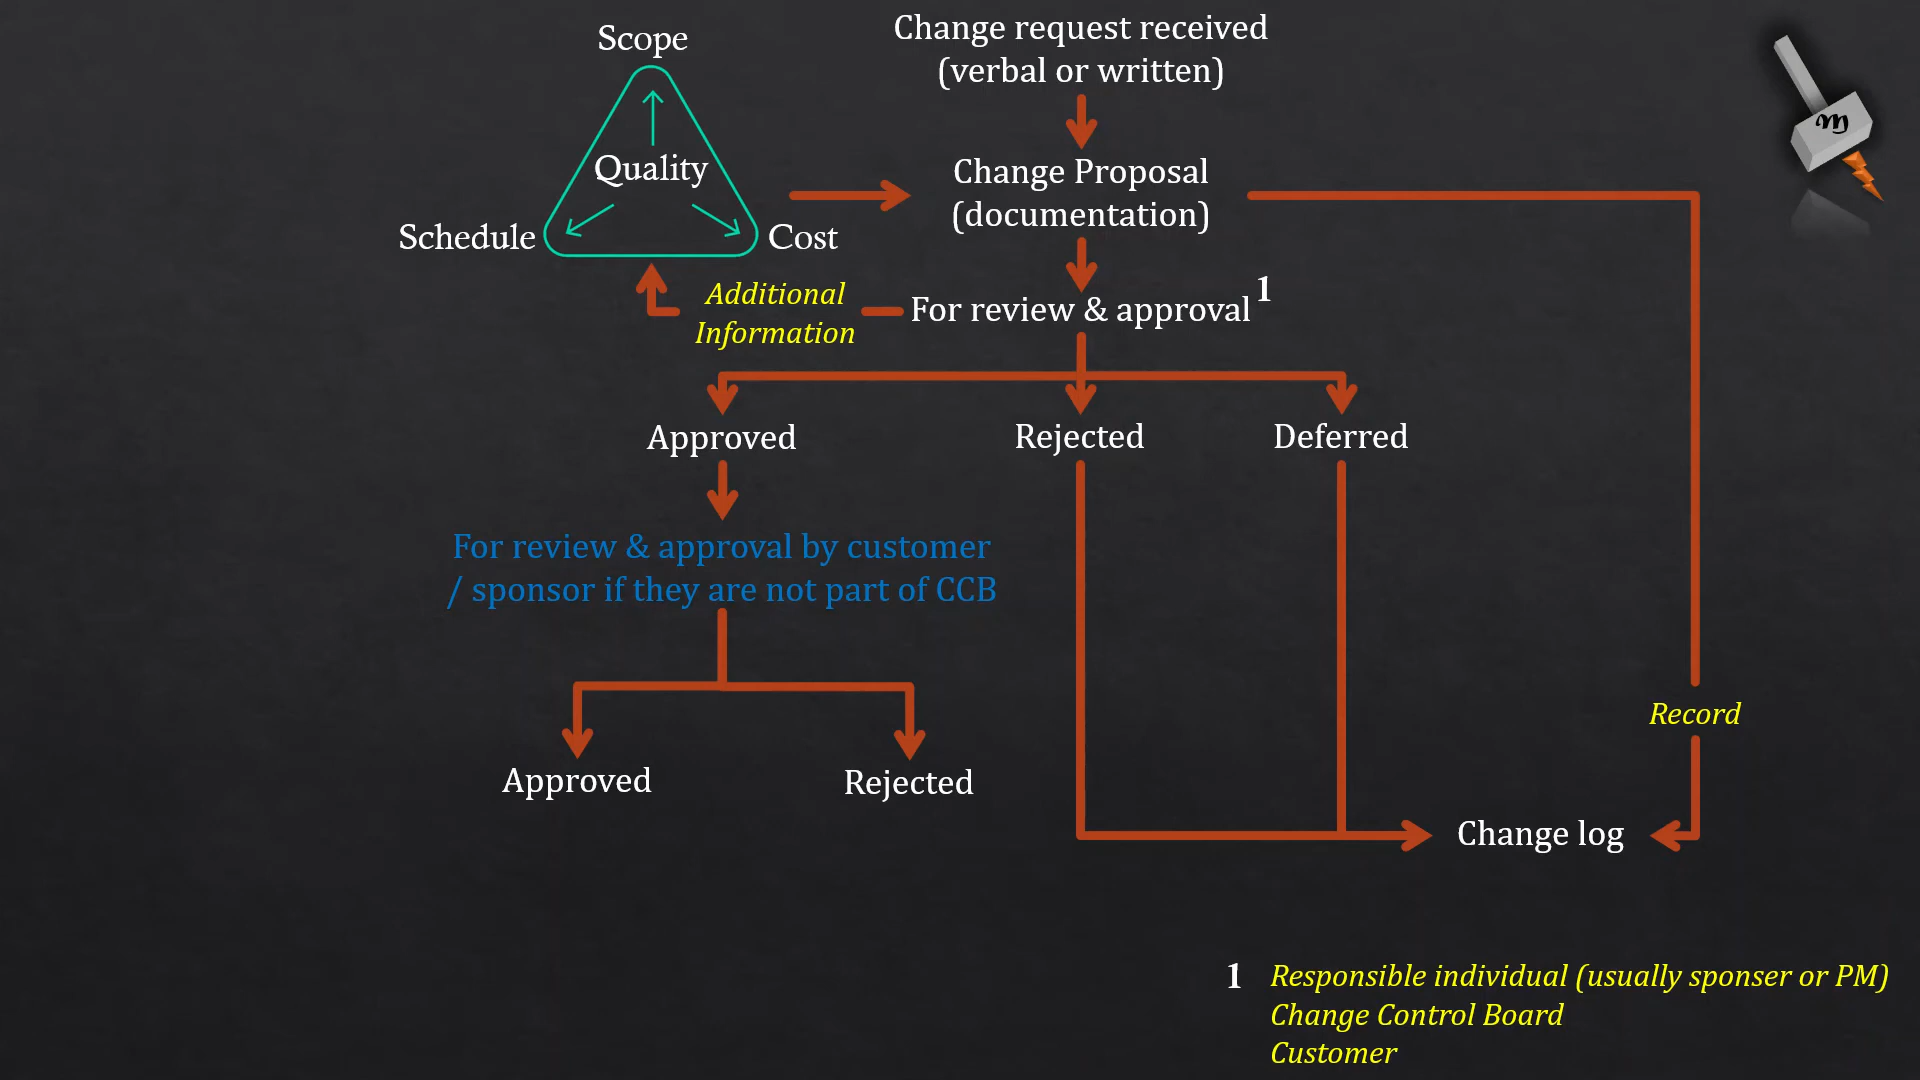 Scope
Change request received
(verbal or written)
m
Quality
Change Proposal
(documentation)
Schedule
Cost
Additional
Information
For review & approval 1
Approved
Rejected
Deferred
For review & approval by customer
/ sponsor if they are not part of CCB
Record
Approved
Rejected
Change log
1 Responsible individual (usually sponser or PM)
Change Control Board
Customer